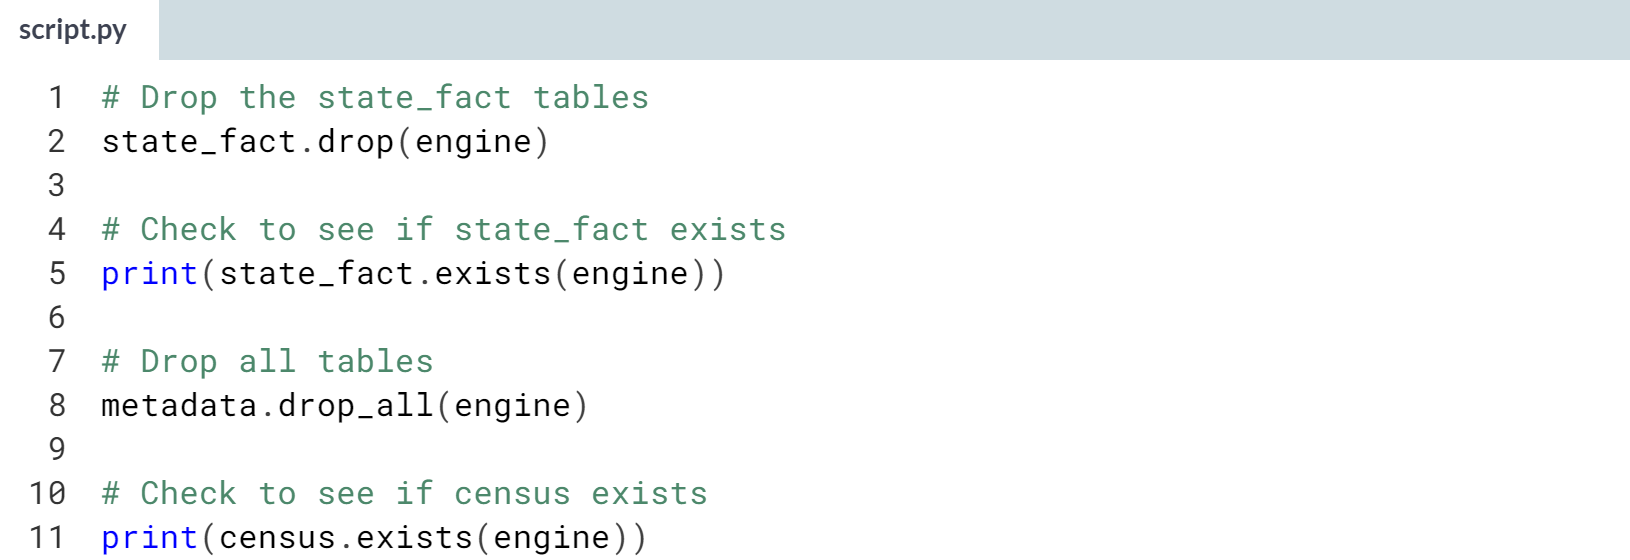 script.py
1 # Drop the state_fact tables
2 state_fact.drop(engine)
3
4 # Check to see if state_fact exists
5 print(state_fact.exists(engine))
6
7 # Drop all tables
8 metadata.drop_all(engine)
9
10 # Check to see if census exists
11 print(census.exists(engine))